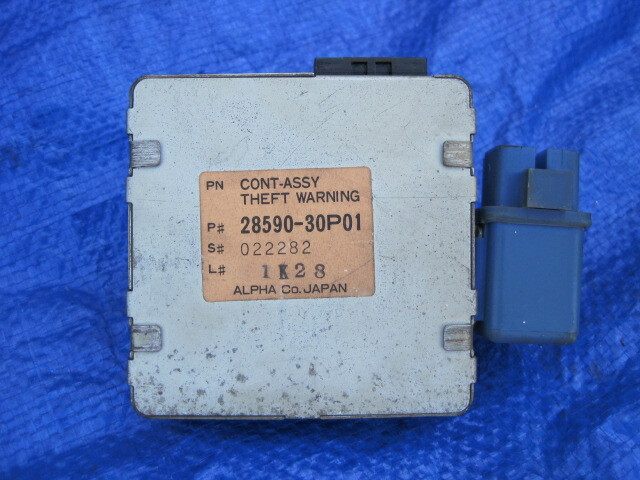 PN CONT-ASSY
THEFT WARNING
P# 28590-30P01
S# 022282
L# 1K28
ALPHA Co. JAPAN